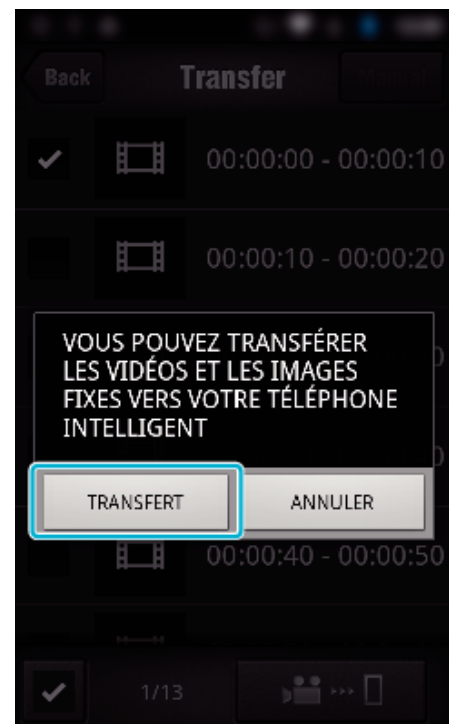 Back Transfer Manual
00:00:00 - 00:00:10
00:00:10 - 00:00:20
VOUS POUVEZ TRANSFÉRER
LES VIDÉOS ET LES IMAGES
FIXES VERS VOTRE TÉLÉPHONE
INTELLIGENT
TRANSFERT ANNULER
00:00:40 - 00:00:50
1/13